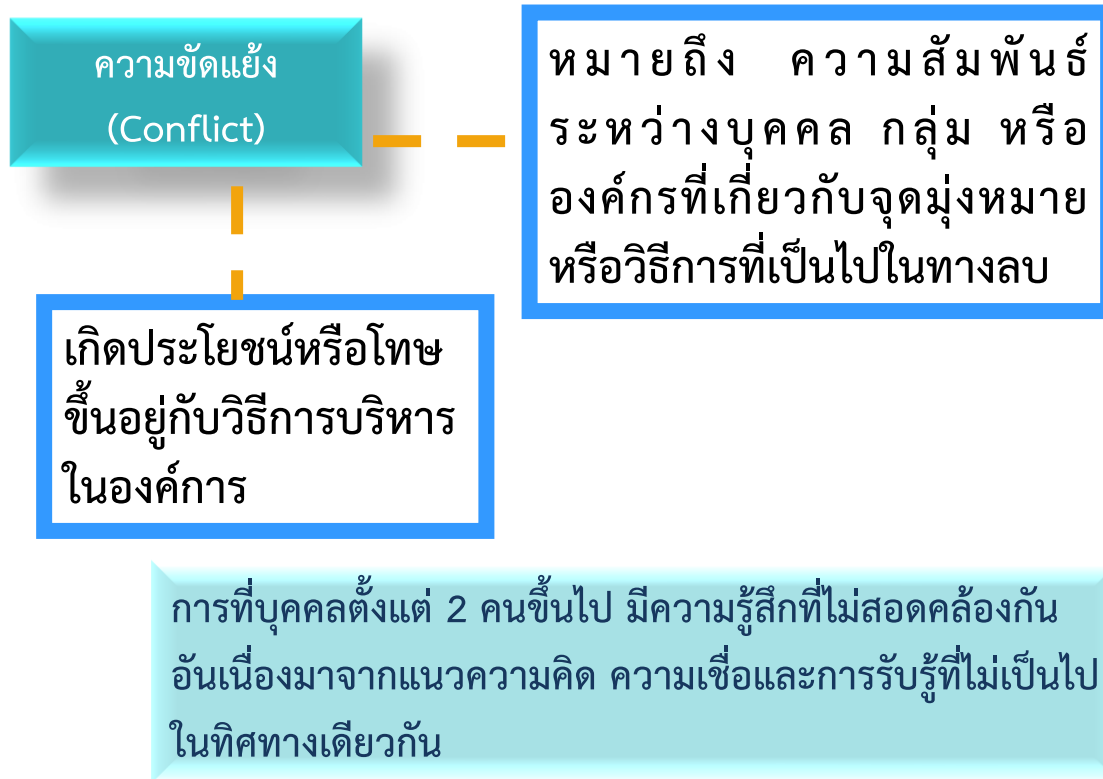 ความขัดแย้ง
(Conflict)
หมายถึง ความสัมพันธ์
ระหว่างบุคคล กลุ่ม หรือ
องค์กรที่เกี่ยวกับจุดมุ่งหมาย
หรือวิธีการที่เป็นไปในทางลบ
เกิดประโยชน์หรือโทษ
ขึ้นอยู่กับวิธีการบริหาร
ในองค์การ
การที่บุคคลตั้งแต่ 2 คนขึ้นไป มีความรู้สึกที่ไม่สอดคล้องกัน
อันเนื่องมาจากแนวความคิด ความเชื่อและการรับรู้ที่ไม่เป็นไป
ในทิศทางเดียวกัน